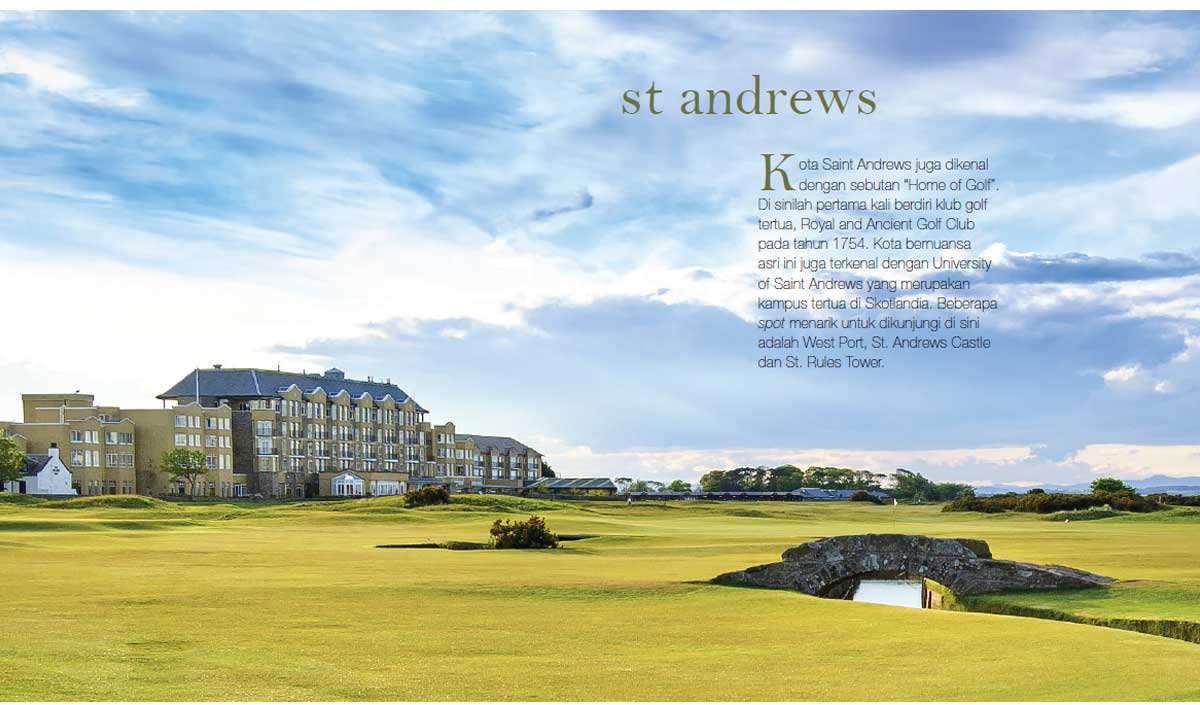 st andrews
Kota Saint Andrews juga dikenal
dengan sebutan “Home of Golf”.
Di sinilah pertama kali berdiri klub golf
tertua, Royal and Ancient Golf Club
pada tahun 1754. Kota bernuansa
asri ini juga terkenal dengan University
of Saint Andrews yang merupakan
kampus tertua di Skotlandia. Beberapa
spot menarik untuk dikunjungi di sini
adalah West Port, St. Andrews Castle
dan St. Rules Tower.